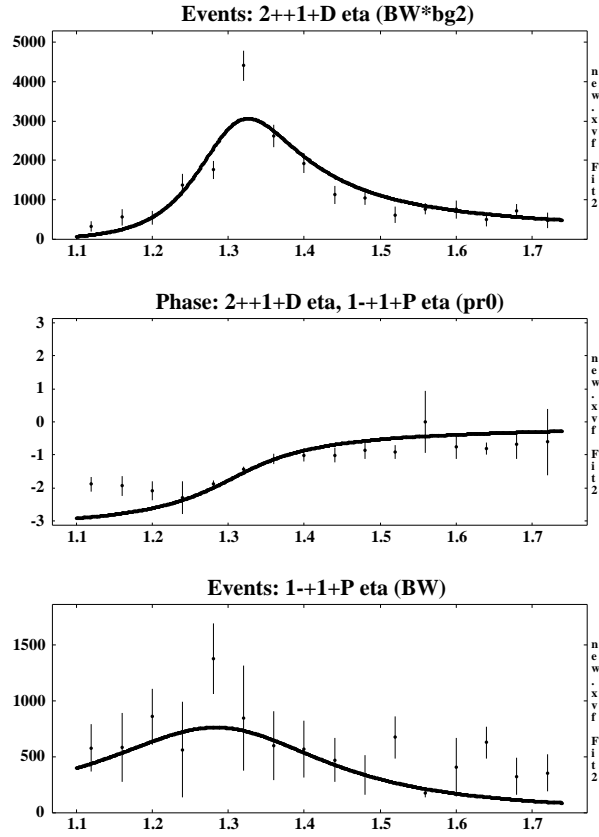 Events: 2++1+D eta (BW*bg2)
5000
4000
3000
2000
1000
0
1.1 1.2 1.3 1.4 1.5 1.6 1.7
new.xvf Fit2
Phase: 2++1+D eta, 1-+1+P eta (pr0)
3
2
1
0
-1
-2
-3
1.1 1.2 1.3 1.4 1.5 1.6 1.7
new.xvf Fit2
Events: 1-+1+P eta (BW)
1500
1000
500
0
1.1 1.2 1.3 1.4 1.5 1.6 1.7
new.xvf Fit2